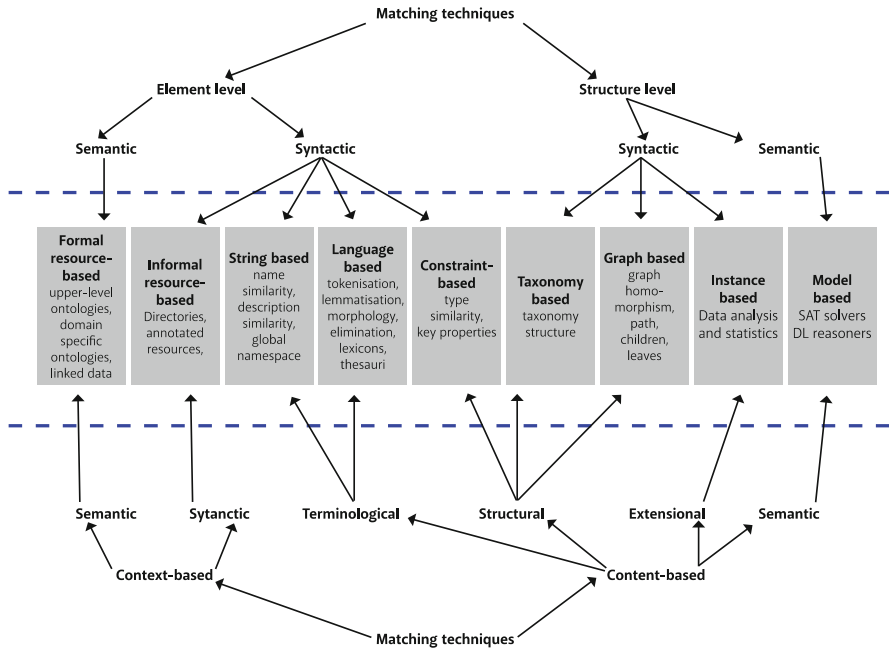 Matching techniques
Element level
Structure level
Semantic
Syntactic
Syntactic
Semantic
Formal
resource-
based
upper-level
ontologies,
domain
specific
ontologies,
linked data
Informal
resource-
based
Directories,
annotated
resources,
String based
name
similarity,
description
similarity,
global
namespace
Language
based
tokenisation,
lemmatisation,
morphology,
elimination,
lexicons,
thesauri
Constraint-
based
type
similarity,
key properties
Taxonomy
based
taxonomy
structure
Graph based
graph
homo-
morphism,
path,
children,
leaves
Instance
based
Data analysis
and statistics
Model
based
SAT solvers
DL reasoners
Semantic
Sytanctic
Terminological
Structural
Extensional
Semantic
Context-based
Content-based
Matching techniques